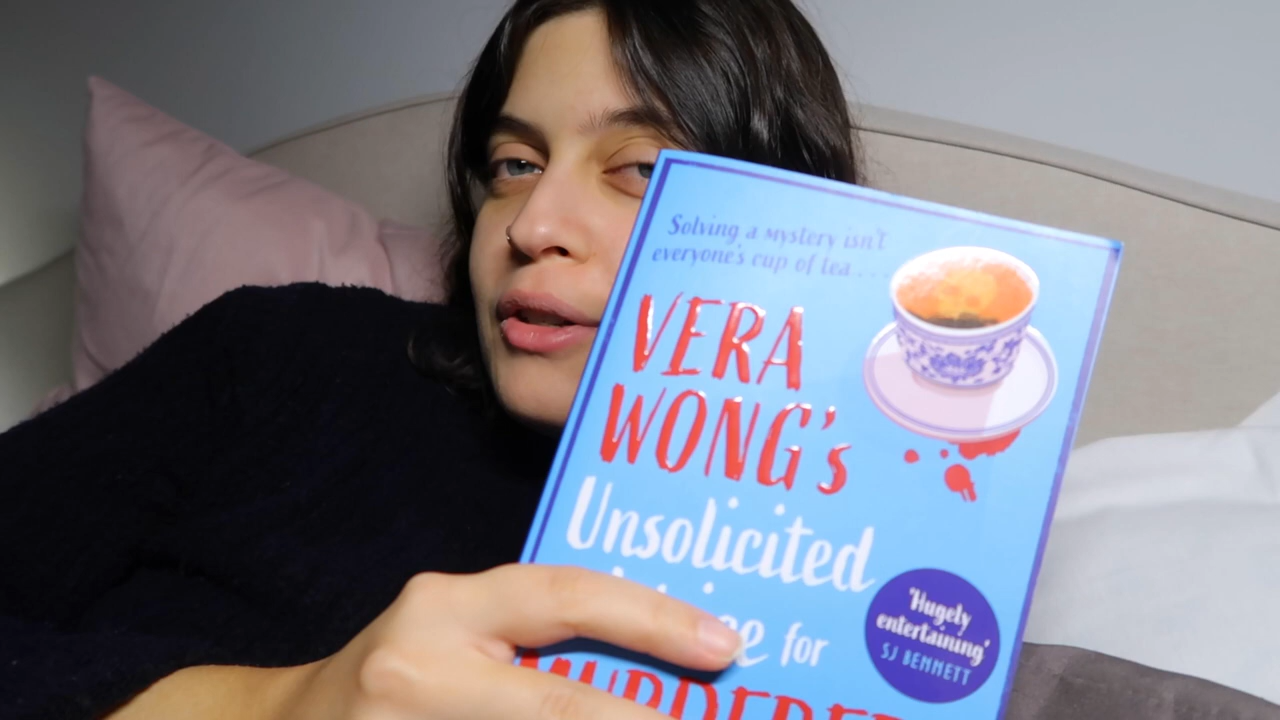 Solving a mystery isn't
everyone's cup of tea...
VERA
WONG's
Unsolicited
for
'Hugely
entertaining'
SJ BENNETT